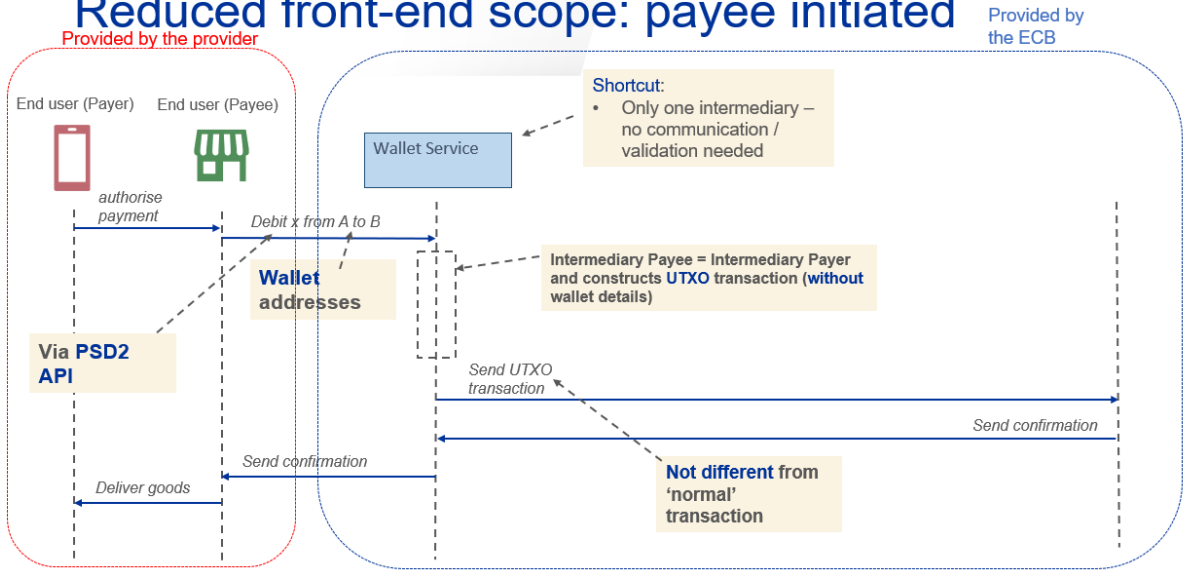 Reduced front-end scope: payee initiated
Provided by
the ECB
Provided by the provider
End user (Payer)
End user (Payee)
Wallet Service
Shortcut:
• Only one intermediary –
no communication /
validation needed
authorise
payment
Debit x from A to B
Wallet
addresses
Intermediary Payee = Intermediary Payer
and constructs UTXO transaction (without
wallet details)
Via PSD2
API
Send UTXO
transaction
Send confirmation
Send confirmation
Deliver goods
Not different from
‘normal’
transaction